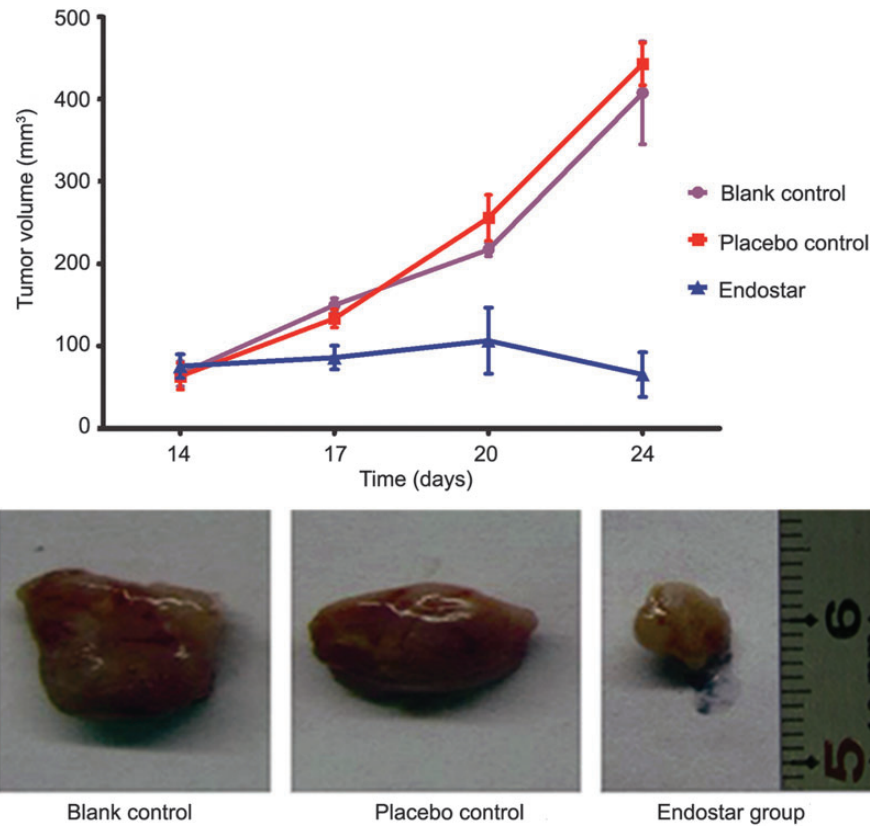 500
400
300
200
100
0
Tumor volume (mm³)
14 17 20 24
Time (days)
Blank control
Placebo control
Endostar
6
5
Blank control Placebo control Endostar group